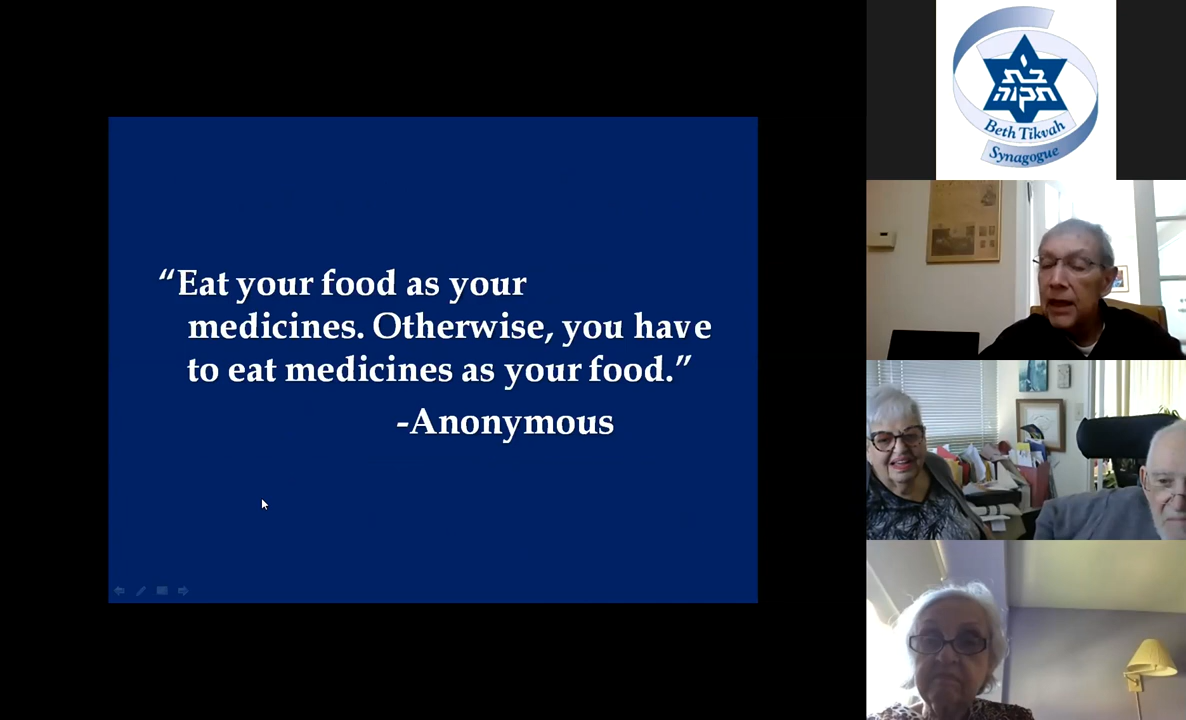 “Eat your food as your
medicines. Otherwise, you have
to eat medicines as your food.”
-Anonymous
בת
תקוה
Beth Tikvah
Synagogue